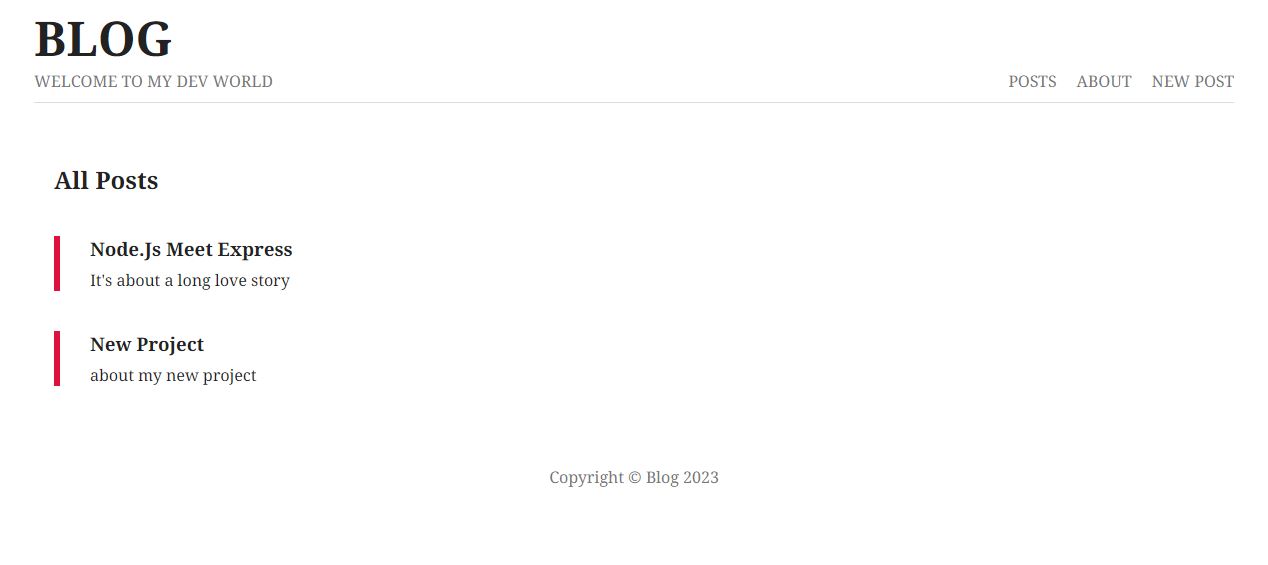 BLOG
WELCOME TO MY DEV WORLD
POSTS ABOUT NEW POST
All Posts
Node.Js Meet Express
It's about a long love story
New Project
about my new project
Copyright © Blog 2023